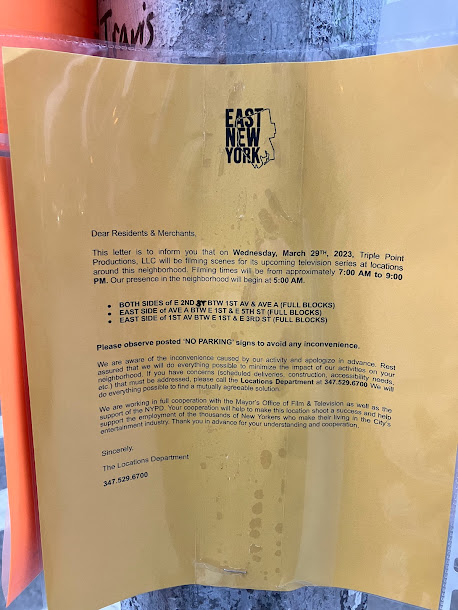 Travis
EAST
NEW
YORK
Dear Residents & Merchants,
This letter is to inform you that on Wednesday, March 29TH, 2023, Triple Point
Productions, LLC will be filming scenes for its upcoming television series at locations
around this neighborhood. Filming times will be from approximately 7:00 AM to 9:00
PM. Our presence in the neighborhood will begin at 5:00 AM.
• BOTH SIDES of E 2ND ST BTW 1ST AV & AVE A (FULL BLOCKS)
• EAST SIDE of AVE A BTW E 1ST & E 5TH ST (FULL BLOCKS)
• EAST SIDE of 1ST AV BTW E 1ST & E 3RD ST (FULL BLOCKS)
Please observe posted 'NO PARKING' signs to avoid any inconvenience.
We are aware of the inconvenience caused by our activity and apologize in advance. Rest
assured that we will do everything possible to minimize the impact of our activities on your
neighborhood. If you have concerns (scheduled deliveries, construction, accessibility needs,
etc.) that must be addressed, please call the Locations Department at 347.529.6700 We will
do everything possible to find a mutually agreeable solution.
We are working in full cooperation with the Mayor's Office of Film & Television as well as the
support of the NYPD. Your cooperation will help to make this location shoot a success and help
support the employment of the thousands of New Yorkers who make their living in the City's
entertainment industry. Thank you in advance for your understanding and cooperation.
Sincerely,
The Locations Department
347.529.6700